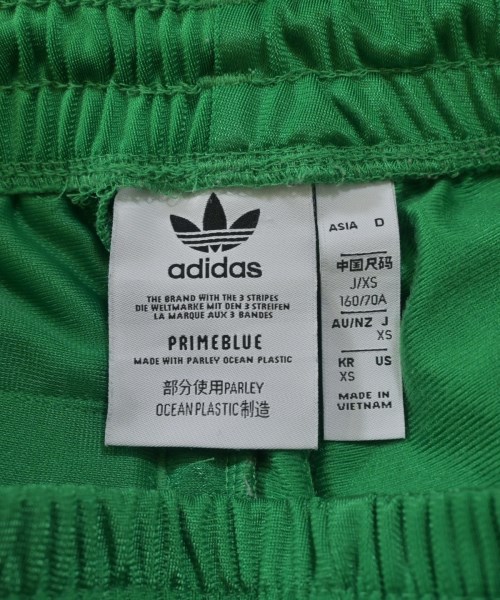 adidas
THE BRAND WITH THE 3 STRIPES
DIE WELTMARKE MIT DEN 3 STREIFEN
LA MARQUE AUX 3 BANDES
PRIMEBLUE
MADE WITH PARLEY OCEAN PLASTIC
部分使用PARLEY
OCEAN PLASTIC制造
ASIA D
中国尺码
J/XS
160/70A
AU/NZ J
XS
KR US
XS
MADE IN
VIETNAM